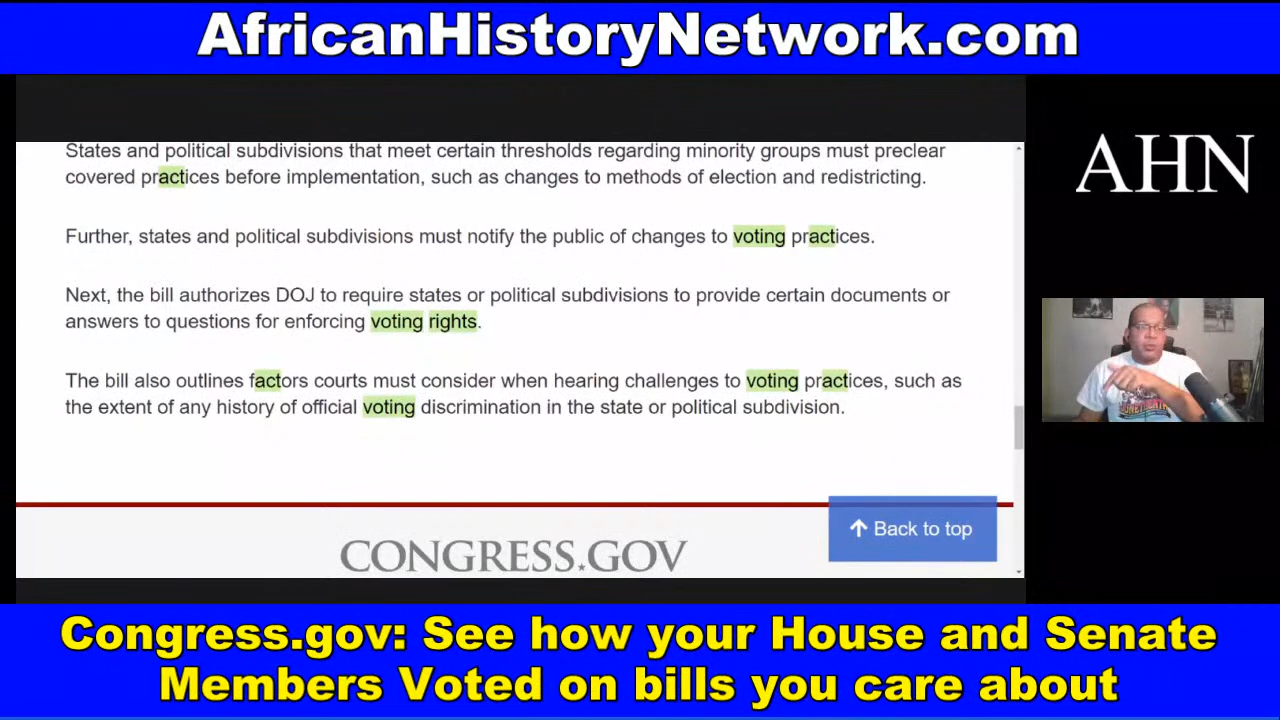 AfricanHistoryNetwork.com
States and political subdivisions that meet certain thresholds regarding minority groups must preclear
covered practices before implementation, such as changes to methods of election and redistricting.
Further, states and political subdivisions must notify the public of changes to voting practices.
Next, the bill authorizes DOJ to require states or political subdivisions to provide certain documents or
answers to questions for enforcing voting rights.
The bill also outlines factors courts must consider when hearing challenges to voting practices, such as
the extent of any history of official voting discrimination in the state or political subdivision.
Back to top
CONGRESS.GOV
AHN
Congress.gov: See how your House and Senate
Members Voted on bills you care about